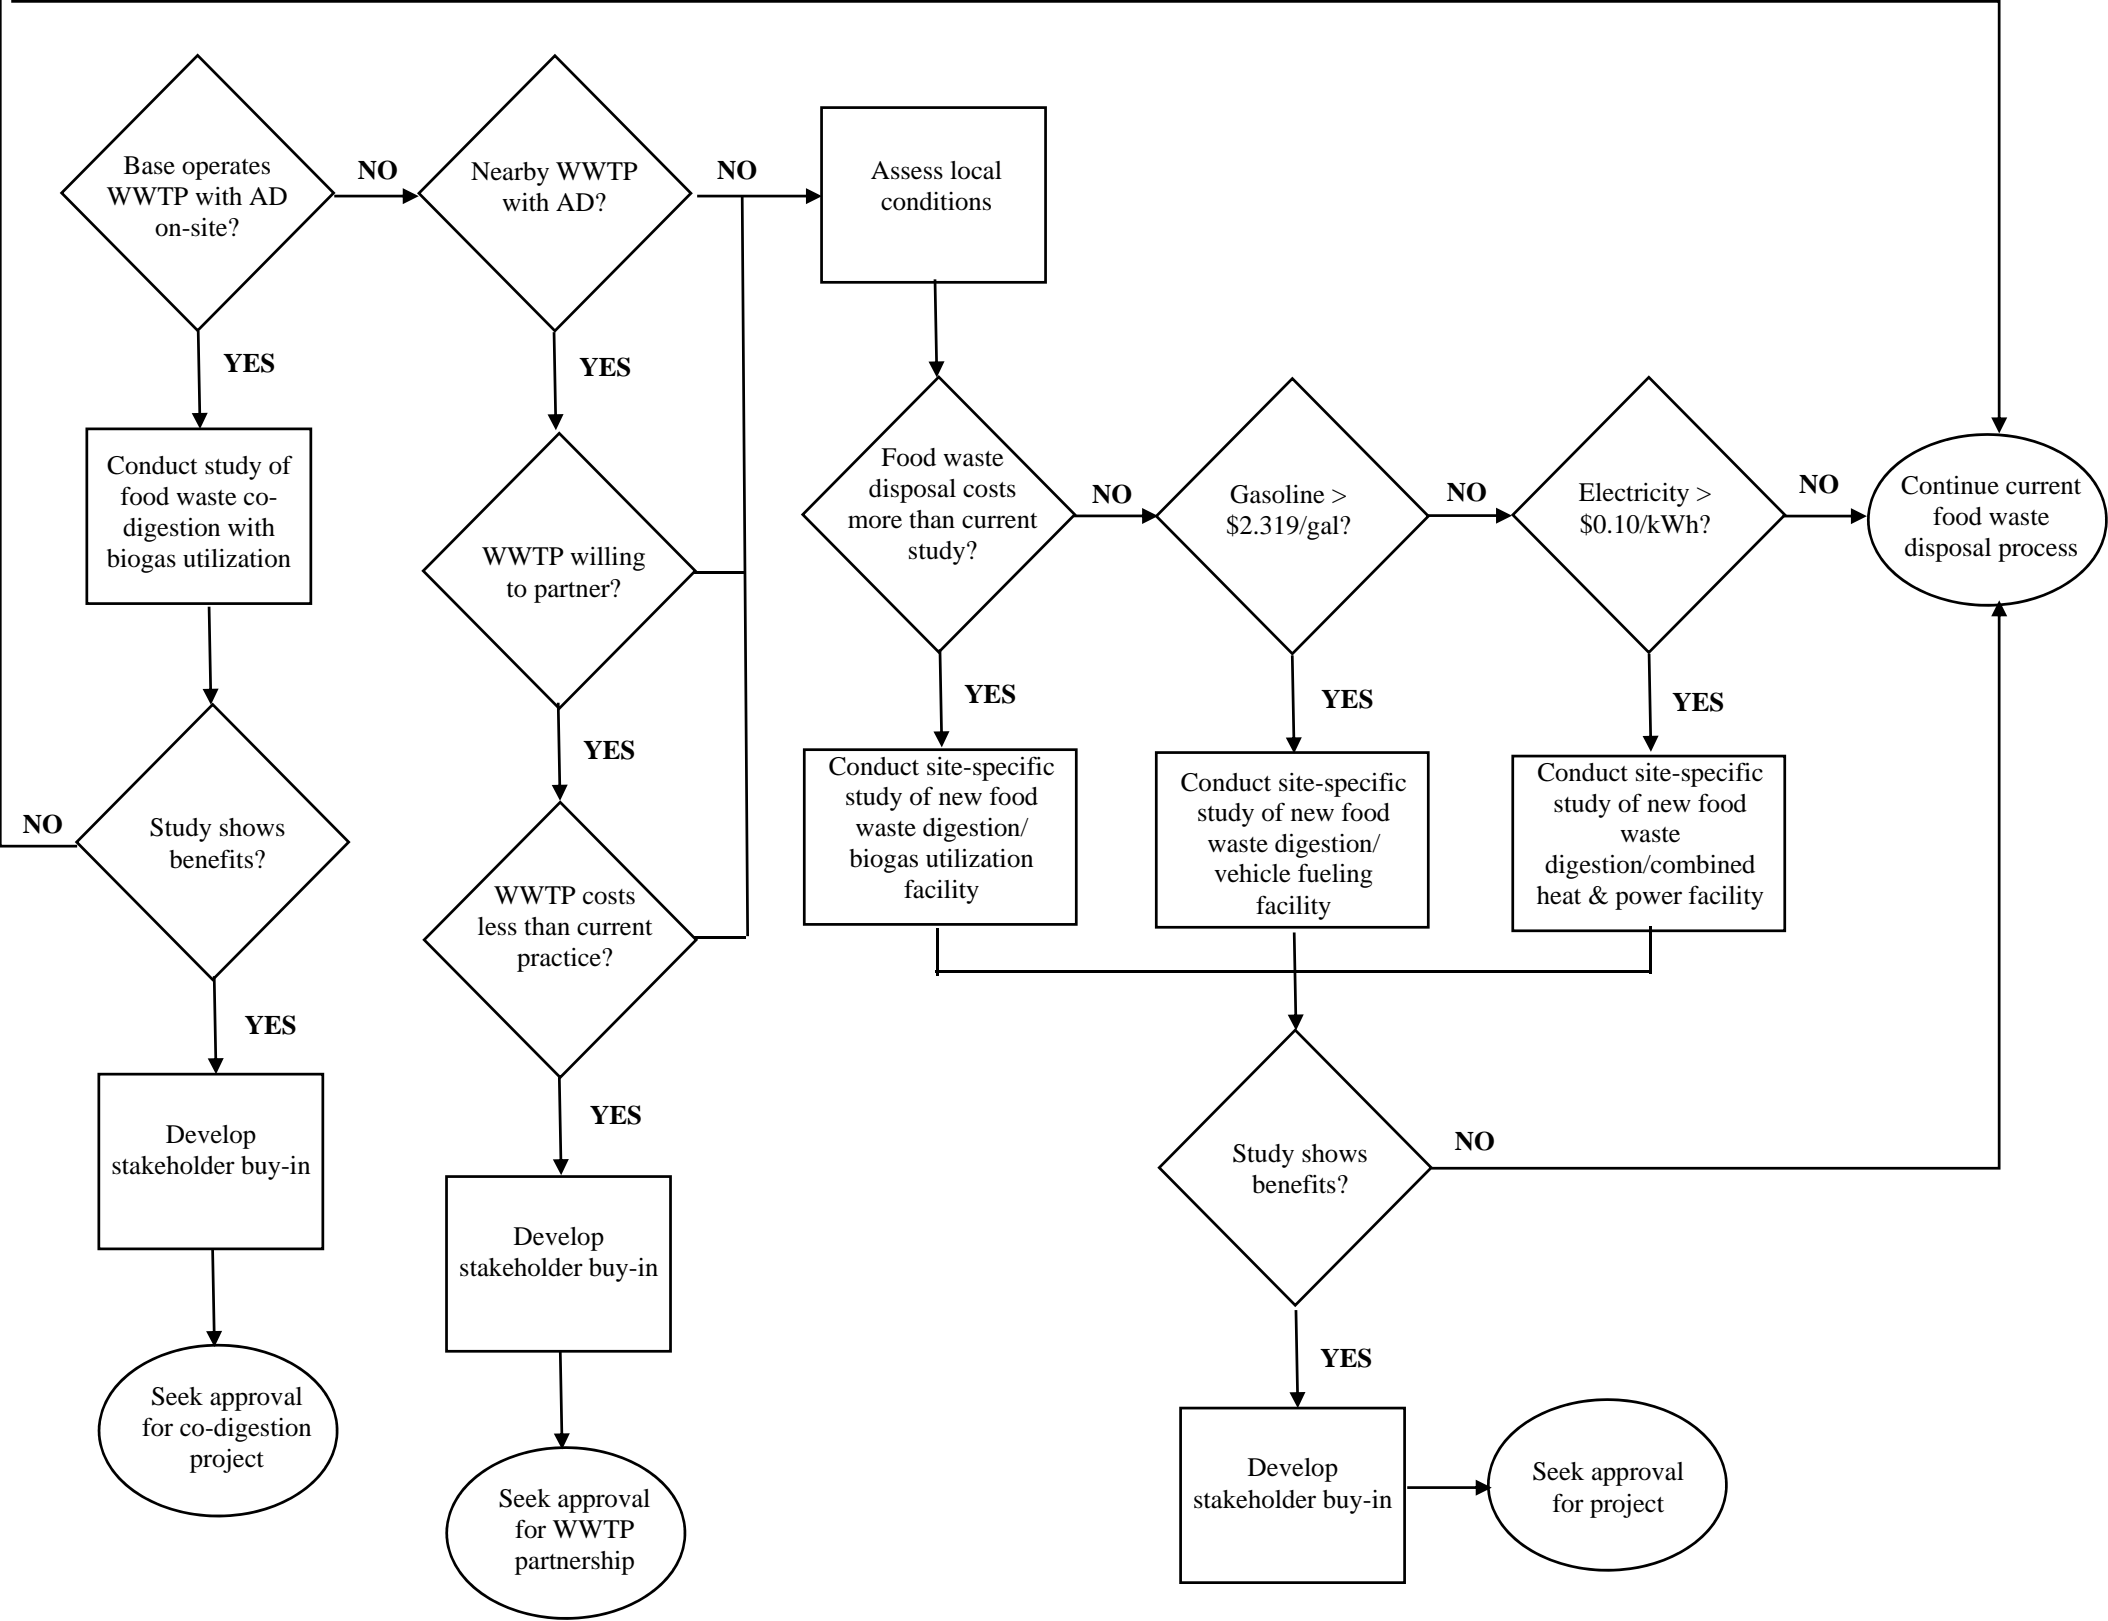 Base operates
WWTP with AD
on-site?
NO
Nearby WWTP
with AD?
NO
Assess local
conditions
YES
YES
Conduct study of
food waste co-
digestion with
biogas utilization
WWTP willing
to partner?
Food waste
disposal costs
more than current
study?
NO
Gasoline >
$2.319/gal?
NO
Electricity >
$0.10/kWh?
NO
Continue current
food waste
disposal process
YES
YES
YES
YES
NO
Study shows
benefits?
WWTP costs
less than current
practice?
Conduct site-specific
study of new food
waste digestion/
biogas utilization
facility
Conduct site-specific
study of new food
waste digestion/
vehicle fueling
facility
Conduct site-specific
study of new food
waste
digestion/combined
heat & power facility
YES
YES
Develop
stakeholder buy-in
Develop
stakeholder buy-in
Study shows
benefits?
NO
YES
Seek approval
for co-digestion
project
Seek approval
for WWTP
partnership
Develop
stakeholder buy-in
Seek approval
for project